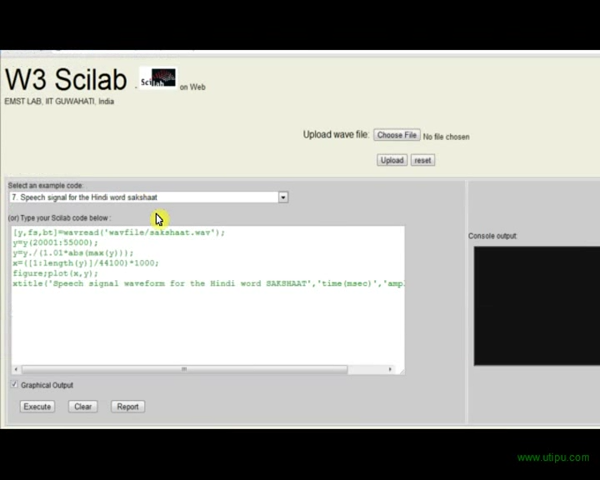 W3 Scilab - Scilab on Web
EMST LAB, IIT GUWAHATI, India
Upload wave file: Choose File No file chosen
Upload reset
Select an example code:
7. Speech signal for the Hindi word sakshaat
(or) Type your Scilab code below :
[y,fs,bt]=wavread('wavfile/sakshaat.wav');
y=y(20001:55000);
y=y./(1.01*abs(max(y)));
x=([1:length(y)]/44100)*1000;
figure;plot(x,y);
xtitle('Speech signal waveform for the Hindi word SAKSHAAT','time(msec)','amp
Console output:
Graphical Output
Execute Clear Report
www.utipu.com